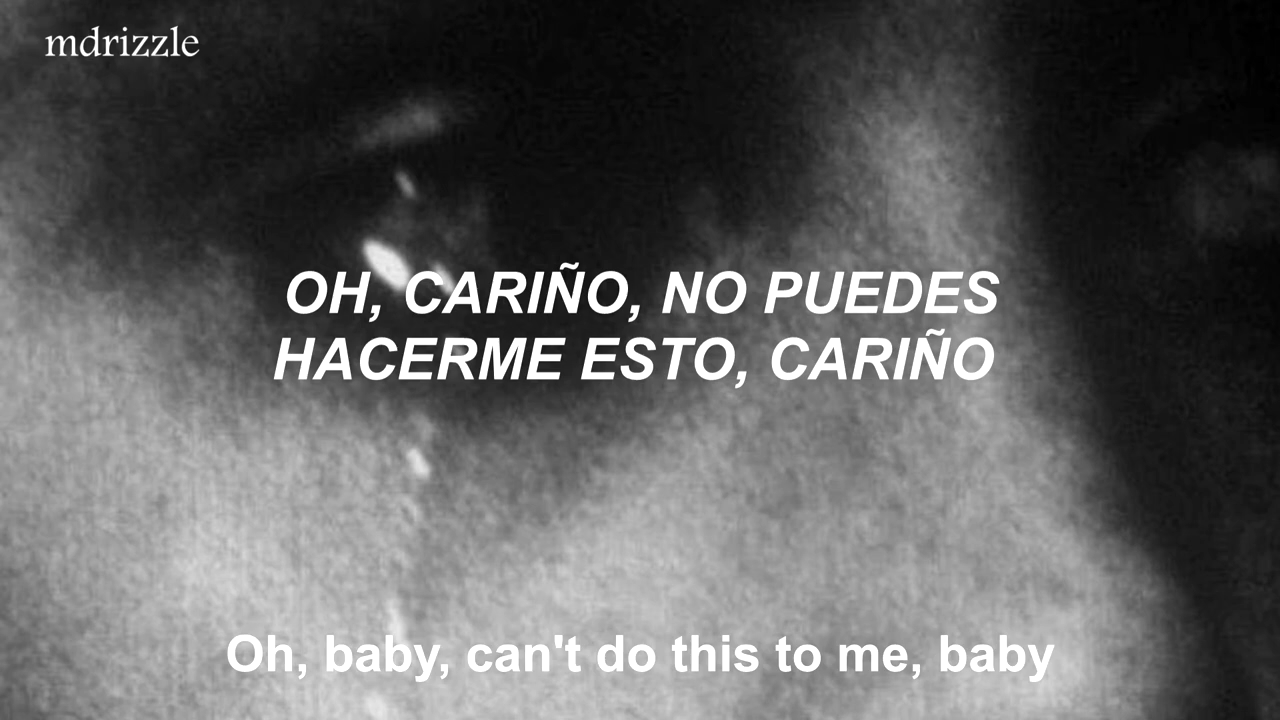 mdrizzle
OH, CARIÑO, NO PUEDES
HACERME ESTO, CARIÑO
Oh, baby, can't do this to me, baby